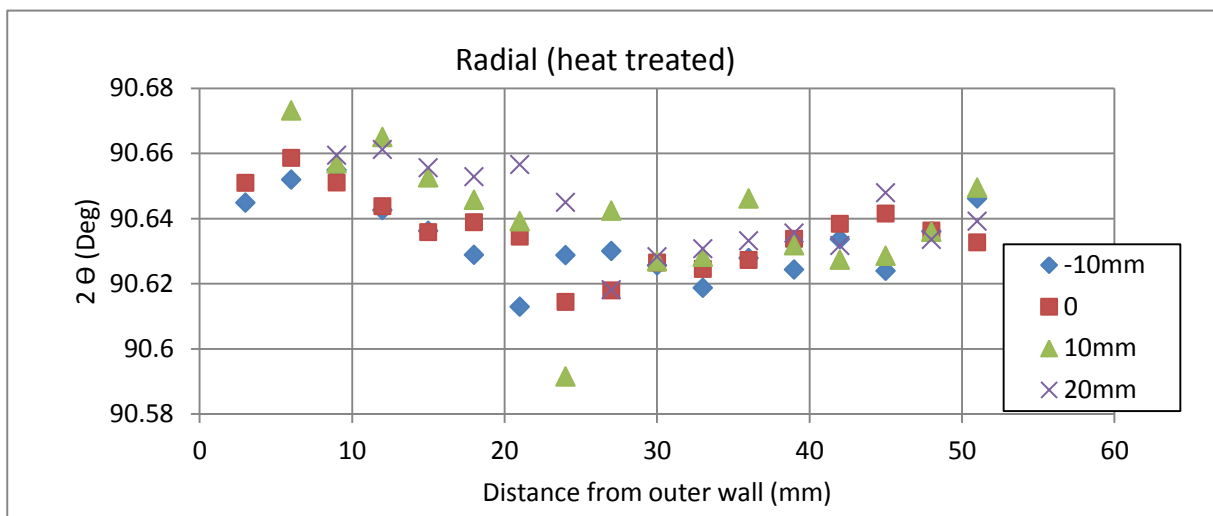 Radial (heat treated)
2 Ө (Deg)
90.68
90.66
90.64
90.62
90.6
90.58
0 10 20 30 40 50 60
Distance from outer wall (mm)
-10mm
0
10mm
20mm